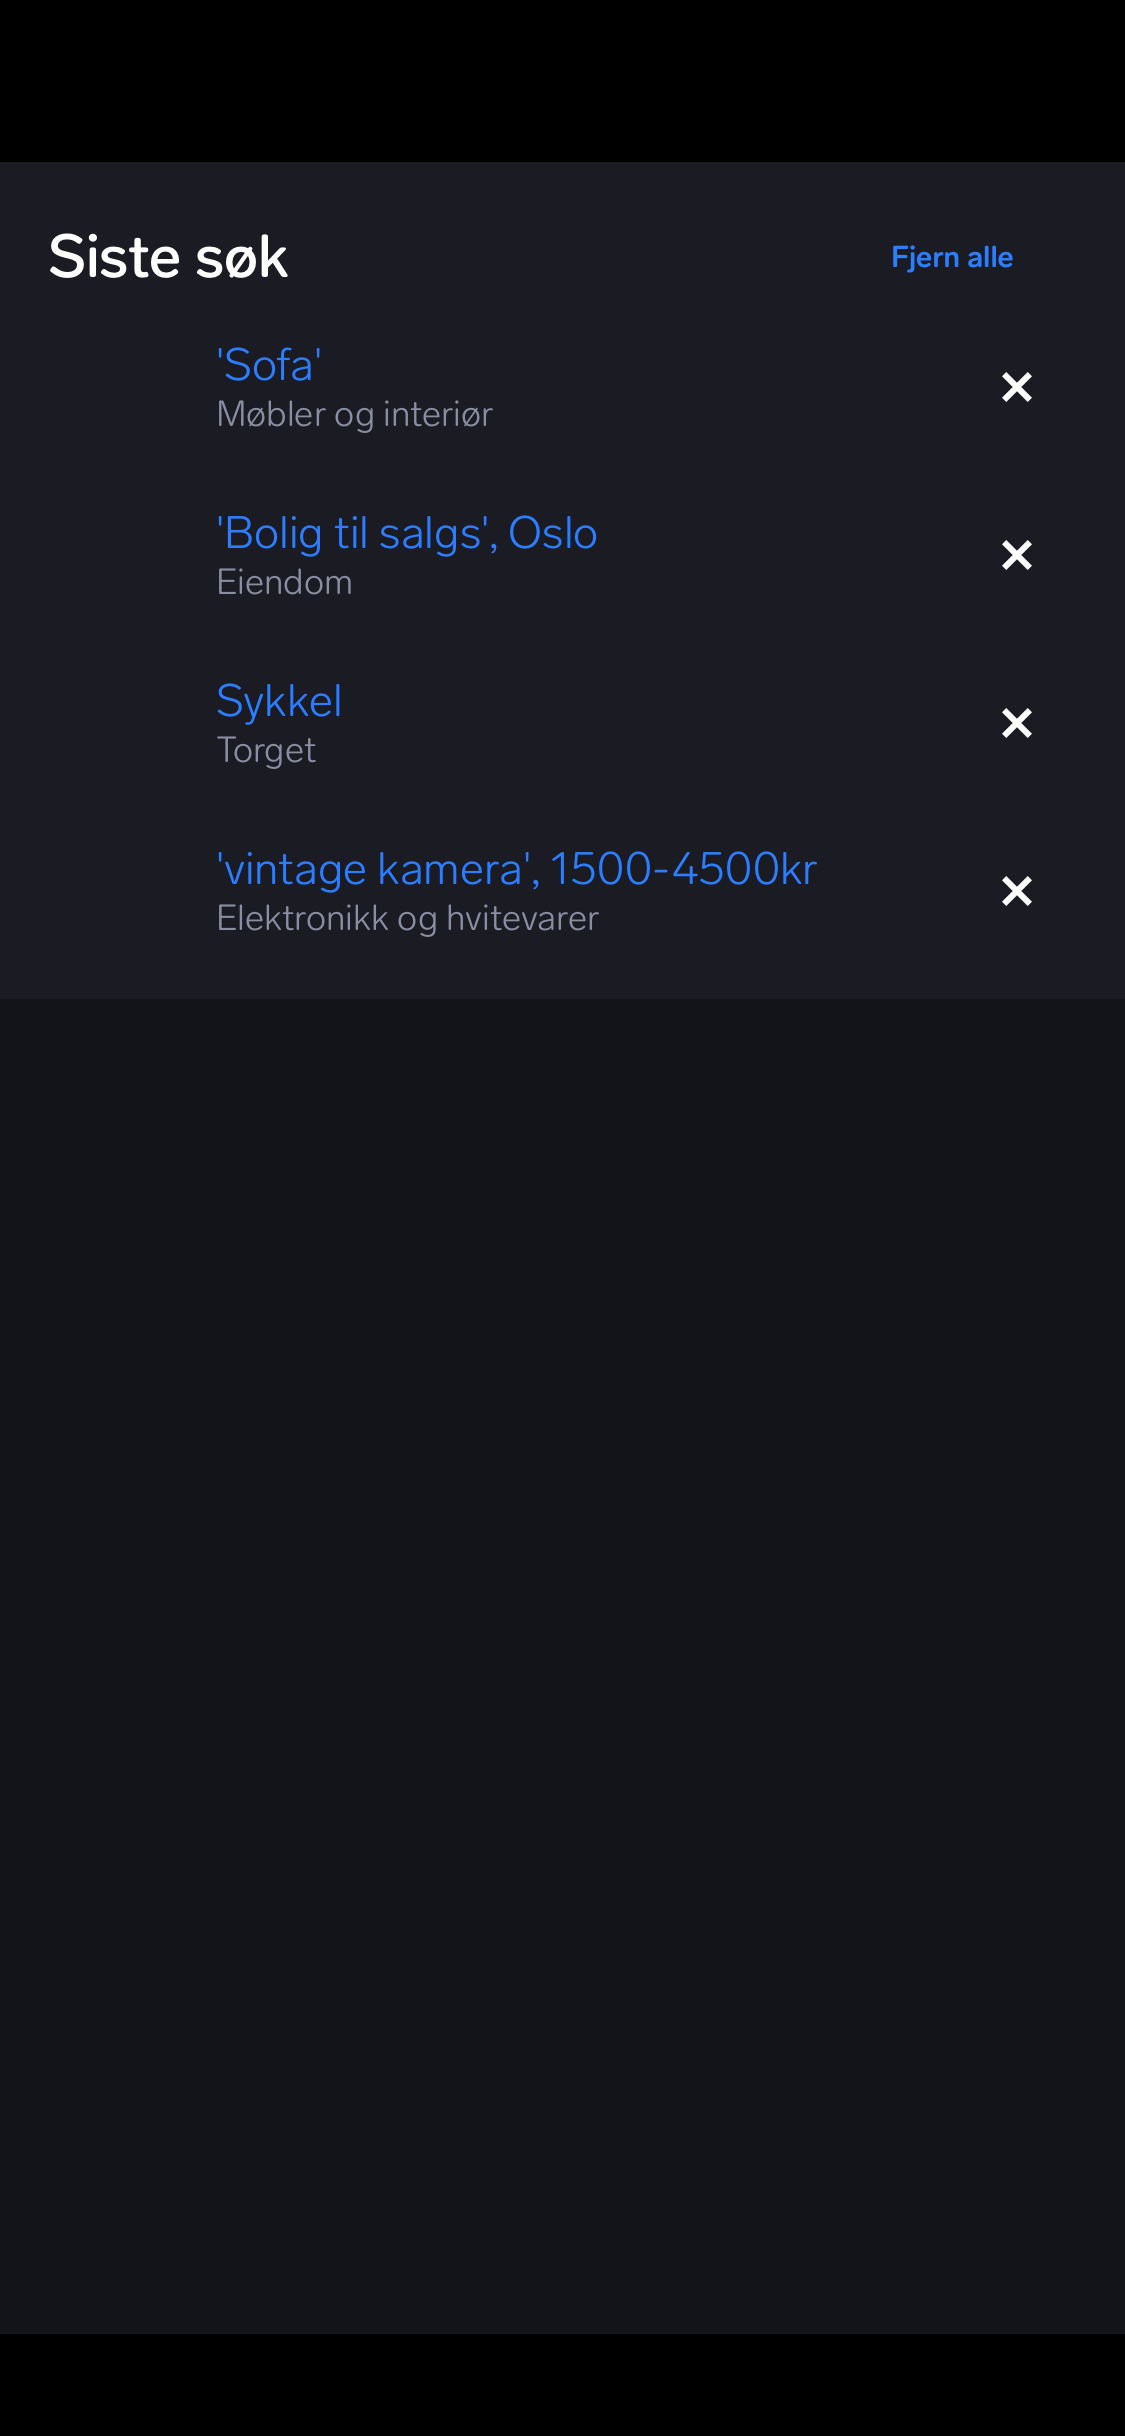 Siste søk
Fjern alle
'Sofa'
Møbler og interiør
'Bolig til salgs', Oslo
Eiendom
Sykkel
Torget
'vintage kamera', 1500-4500kr
Elektronikk og hvitevarer